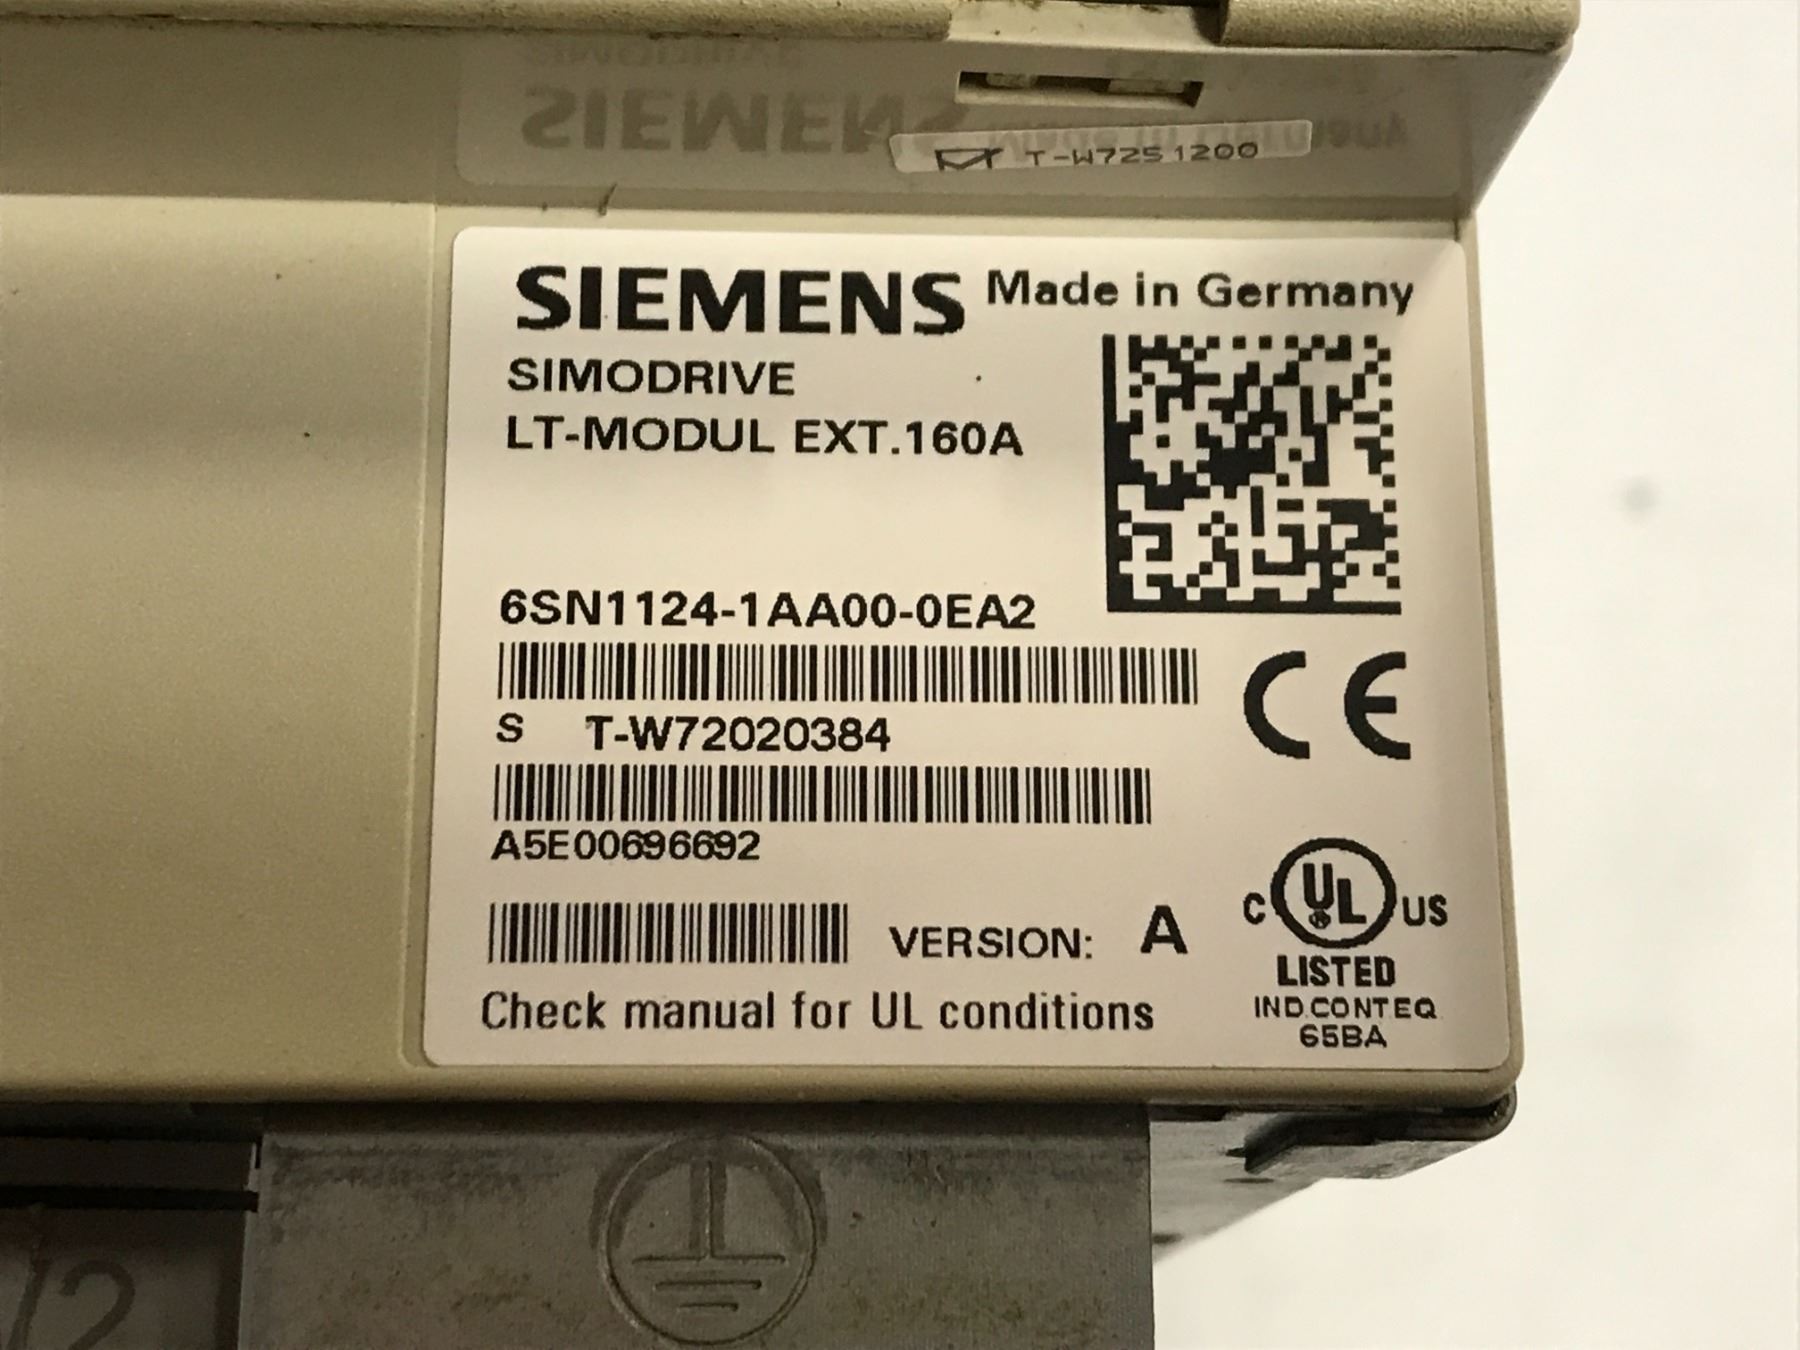 T-W7251200
SIEMENS Made in Germany
SIMODRIVE
LT-MODUL EXT.160A
6SN1124-1AA00-0EA2
S T-W72020384
A5E00696692
VERSION: A
Check manual for UL conditions
C UL US
LISTED
IND.CONT.EQ
65BA
CE
/2